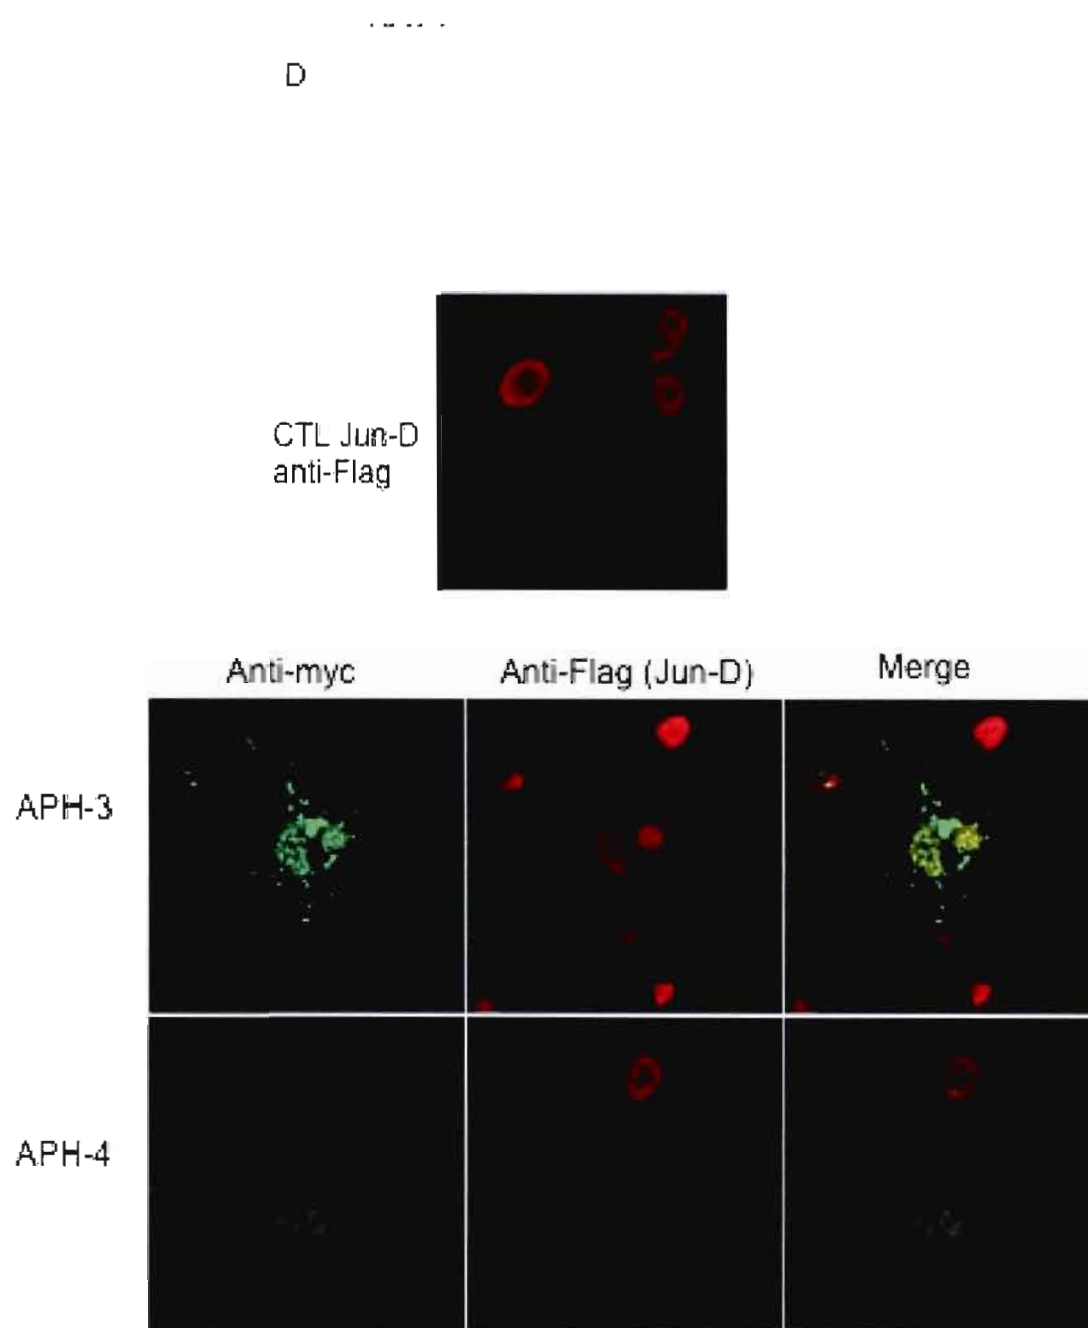 D
CTL Jun-D
anti-Flag
Anti-myc Anti-Flag (Jun-D) Merge
APH-3
APH-4